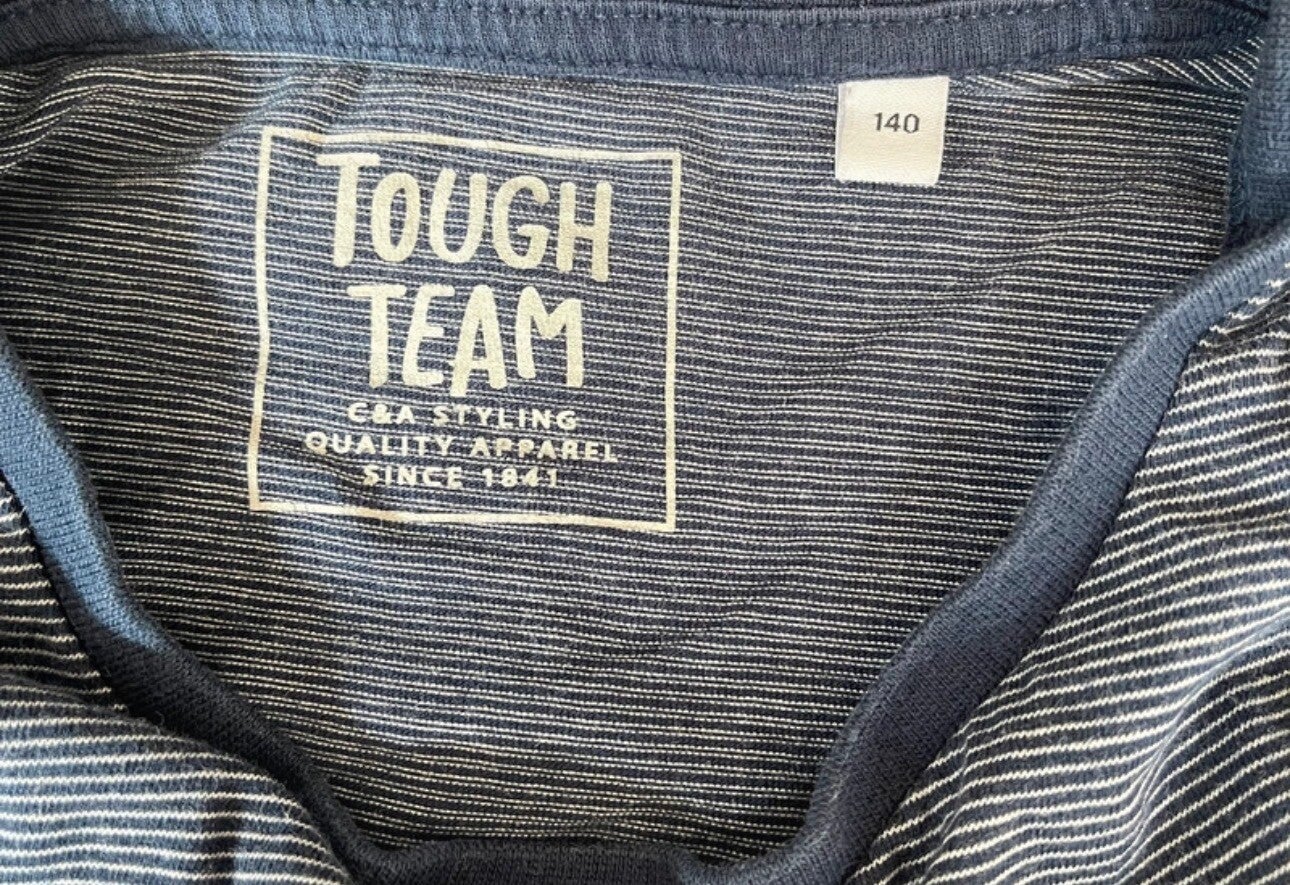 140
TOUGH
TEAM
C&A STYLING
QUALITY APPAREL
SINCE 1841